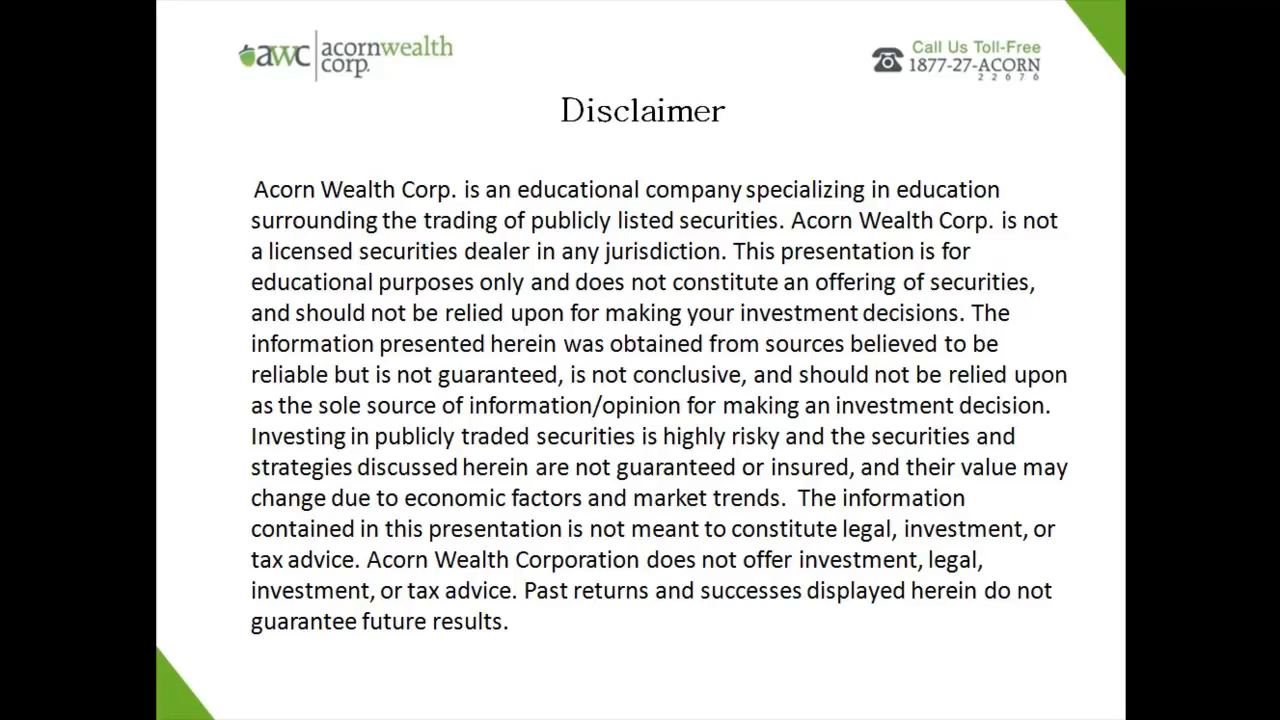 awc acornwealth corp.
Call Us Toll-Free
1877-27-ACORN
22676
Disclaimer
Acorn Wealth Corp. is an educational company specializing in education
surrounding the trading of publicly listed securities. Acorn Wealth Corp. is not
a licensed securities dealer in any jurisdiction. This presentation is for
educational purposes only and does not constitute an offering of securities,
and should not be relied upon for making your investment decisions. The
information presented herein was obtained from sources believed to be
reliable but is not guaranteed, is not conclusive, and should not be relied upon
as the sole source of information/opinion for making an investment decision.
Investing in publicly traded securities is highly risky and the securities and
strategies discussed herein are not guaranteed or insured, and their value may
change due to economic factors and market trends.  The information
contained in this presentation is not meant to constitute legal, investment, or
tax advice. Acorn Wealth Corporation does not offer investment, legal,
investment, or tax advice. Past returns and successes displayed herein do not
guarantee future results.